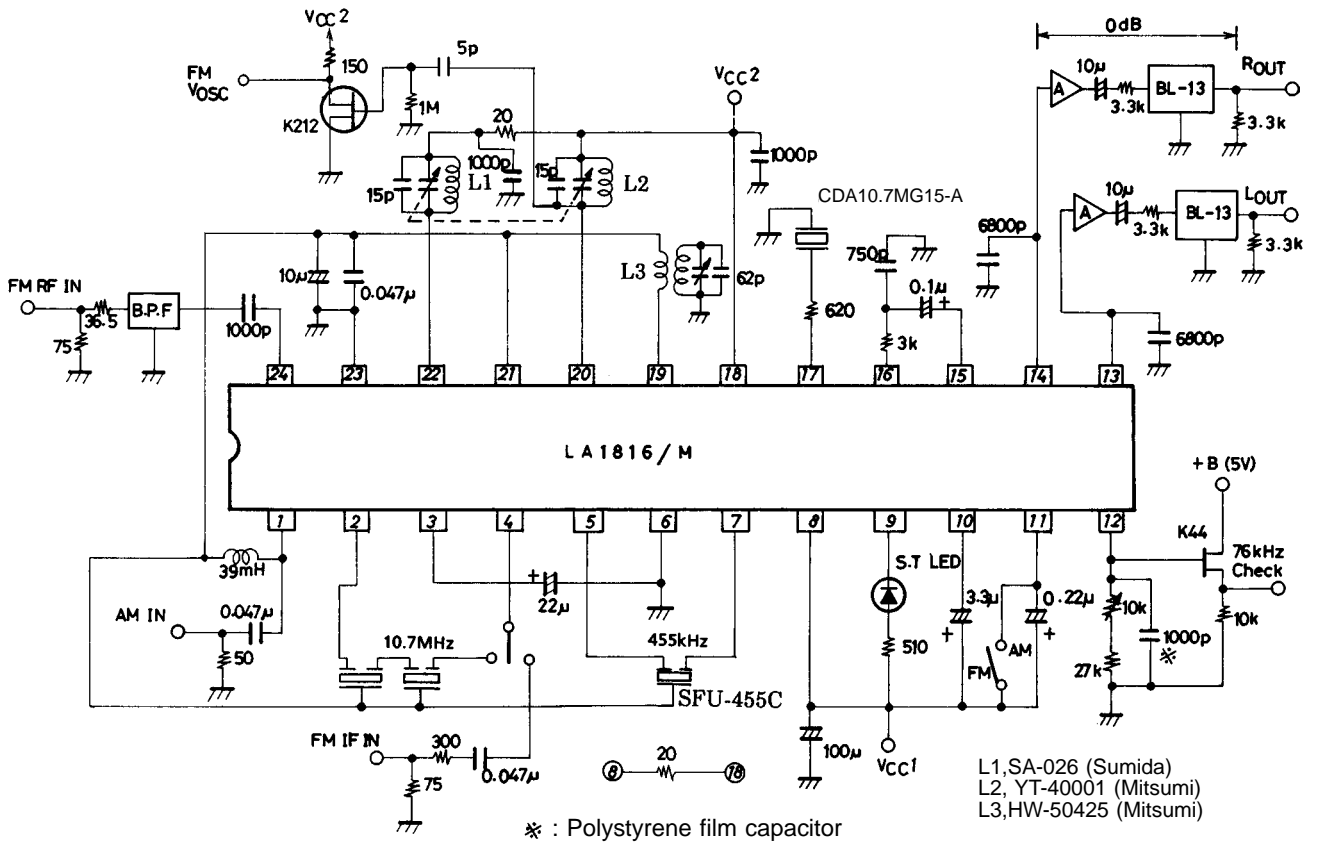 VCC2
150
FM
VOSC
K212
1M
5p
20
VCC2
1000p
15p
L1
1000p
15p
L2
0dB
ROUT
A
10μ
3.3k
BL-13
3.3k
LOUT
A
10μ
3.3k
BL-13
3.3k
CDA10.7MG15-A
6800p
750p
0.1μ
+
620
3k
6800p
FM RF IN
36.5
75
B.P.F
1000p
10μ
0.047μ
L3
62p
24
23
22
21
20
19
18
17
16
15
14
13
LA1816/M
1
2
3
4
5
6
7
8
9
10
11
12
+B (5V)
K44
76kHz
Check
10k
10k
27k
1000p
※
39mH
AM IN
0.047μ
50
+
22μ
10.7MHz
455kHz
SFU-455C
S.T LED
510
3.3μ
+
0.22μ
+
AM
FM
FM IF IN
300
75
0.047μ
8
20
18
100μ
VCC1
L1,SA-026 (Sumida)
L2, YT-40001 (Mitsumi)
L3,HW-50425 (Mitsumi)
※ : Polystyrene film capacitor